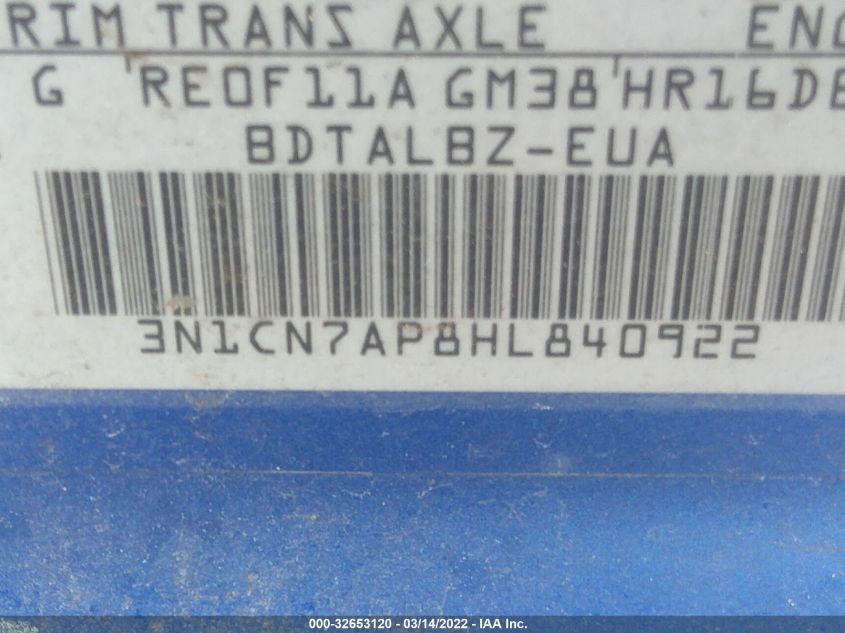 RIM TRANS AXLE ENG
G RE0F11A GM38 HR16DE
BDTALBZ-EUA
3N1CN7AP8HL840922
000-32653120 - 03/14/2022 - IAA Inc.